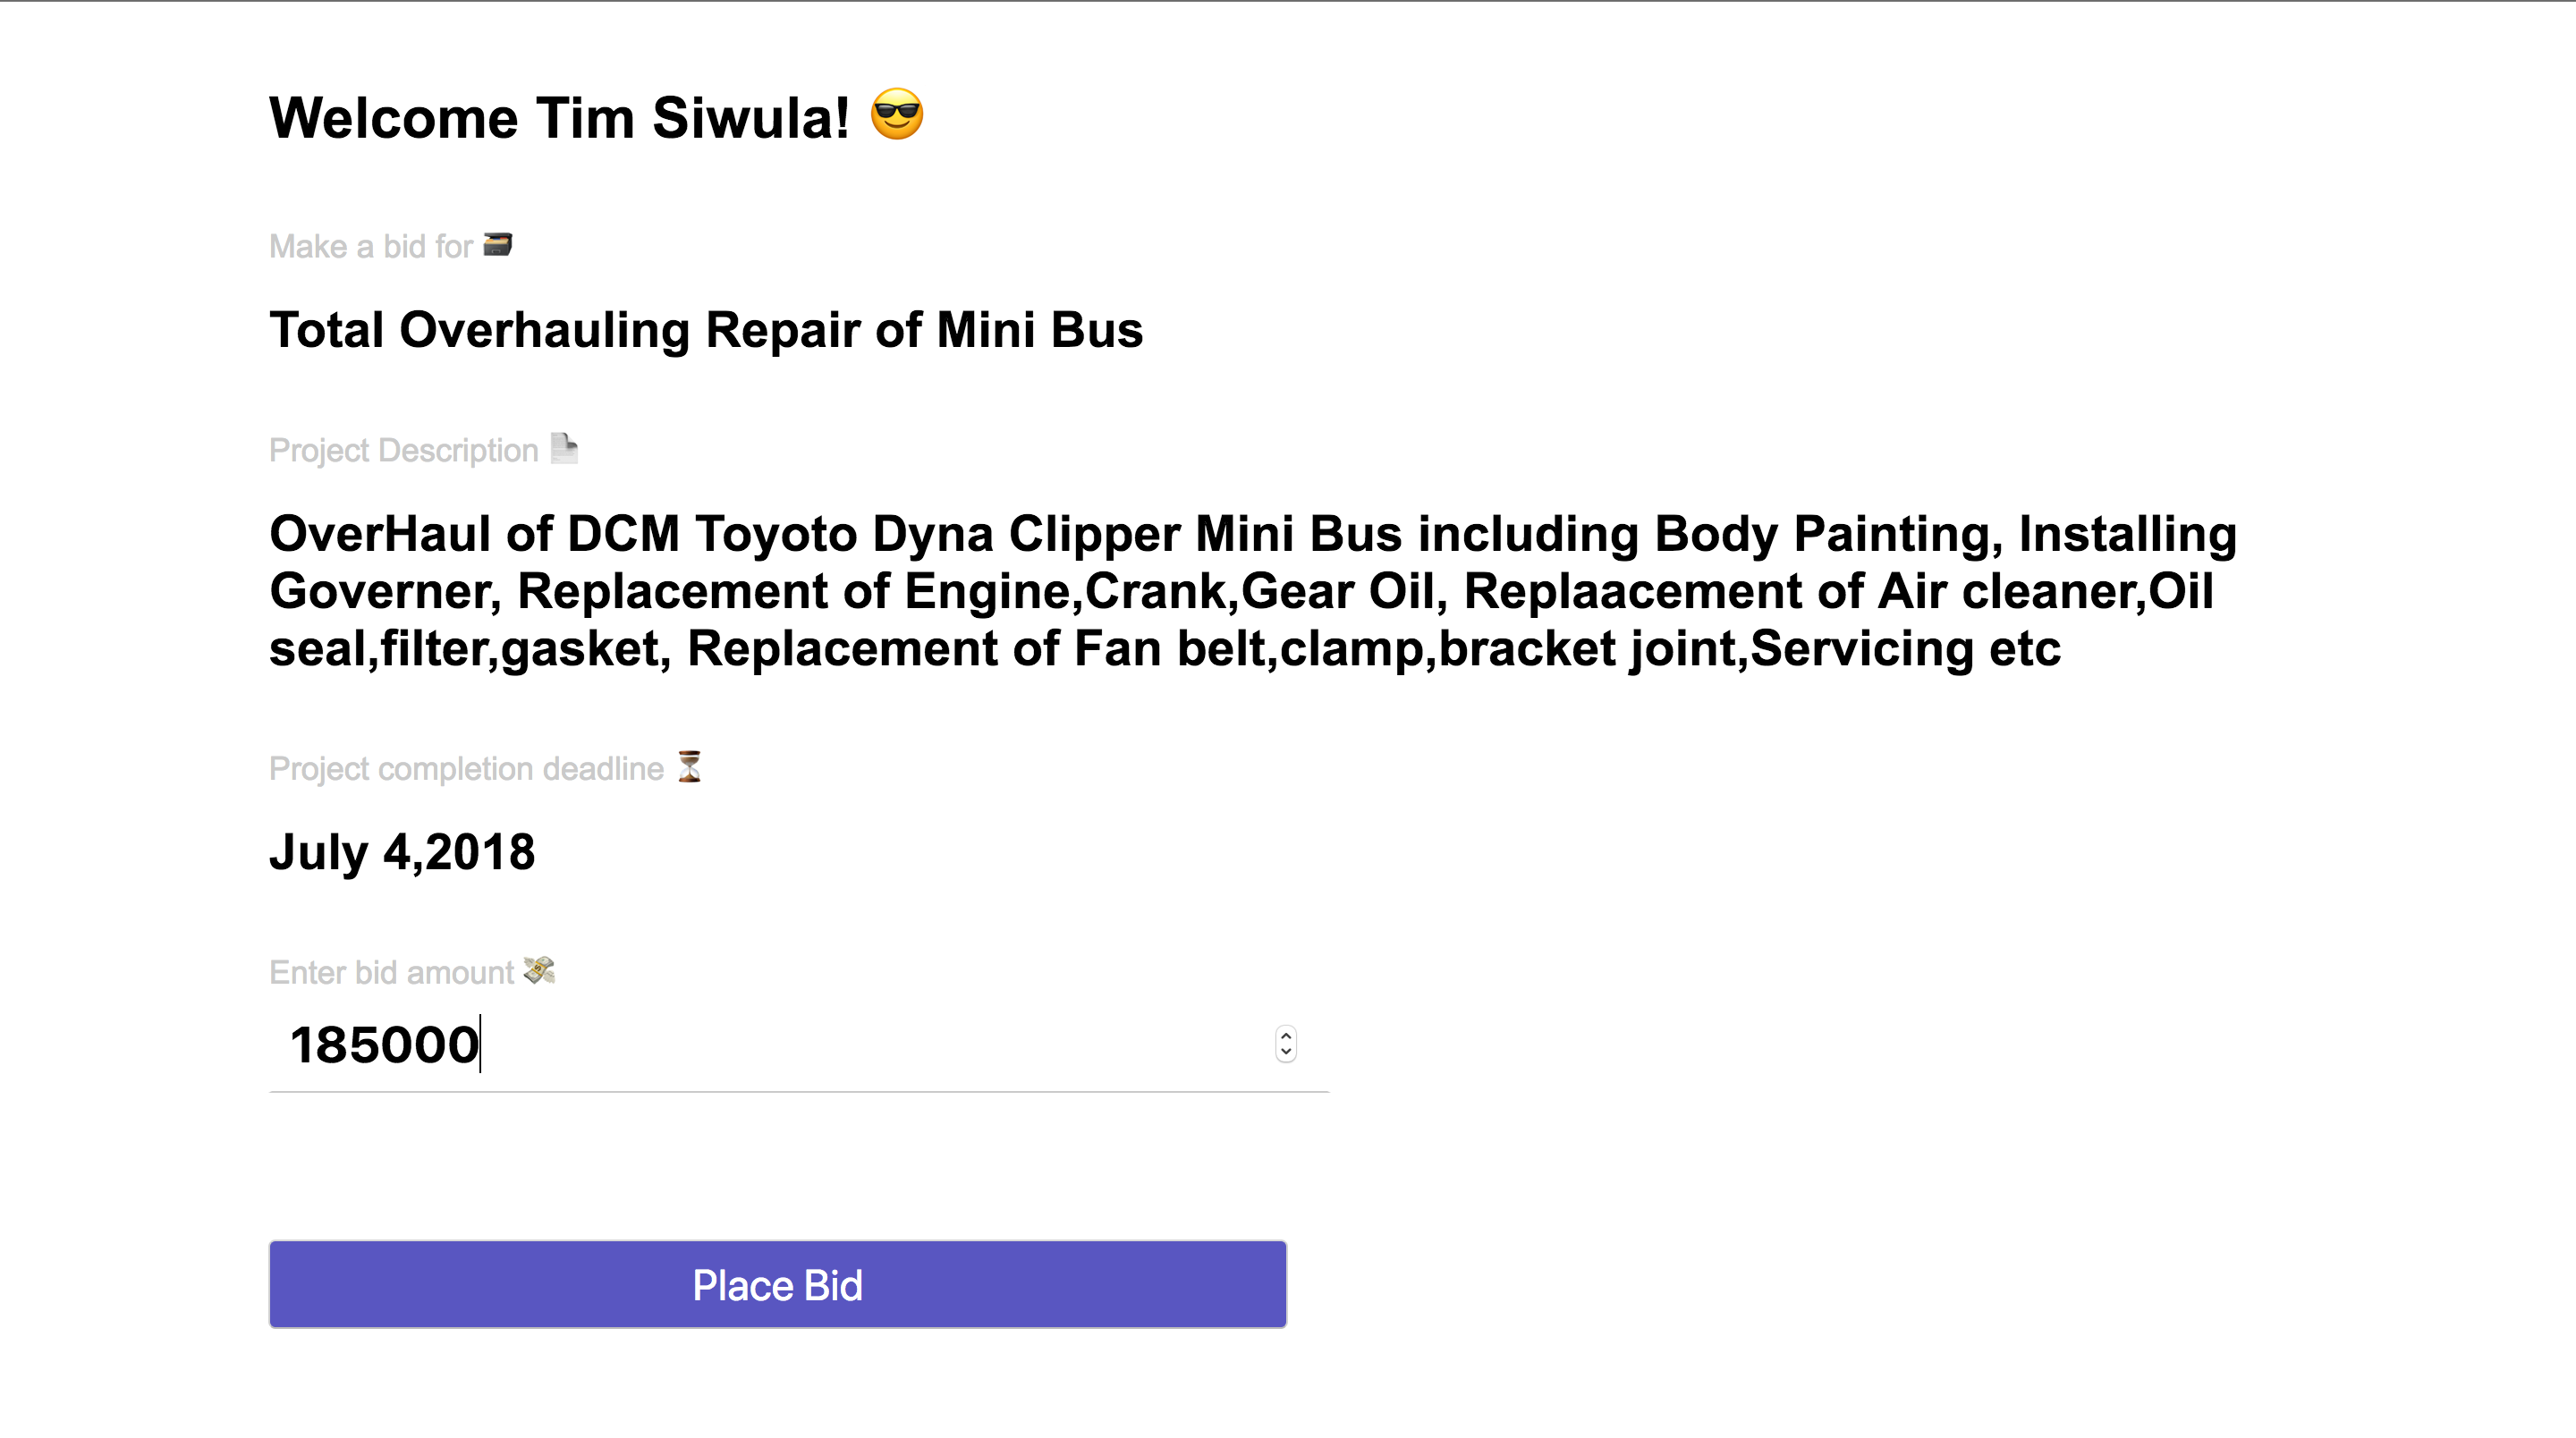 Welcome Tim Siwula! 😎
Make a bid for 🗃️
Total Overhauling Repair of Mini Bus
Project Description 📄
OverHaul of DCM Toyoto Dyna Clipper Mini Bus including Body Painting, Installing
Governer, Replacement of Engine,Crank,Gear Oil, Replaacement of Air cleaner,Oil
seal,filter,gasket, Replacement of Fan belt,clamp,bracket joint,Servicing etc
Project completion deadline ⏳
July 4,2018
Enter bid amount 💸
185000
Place Bid